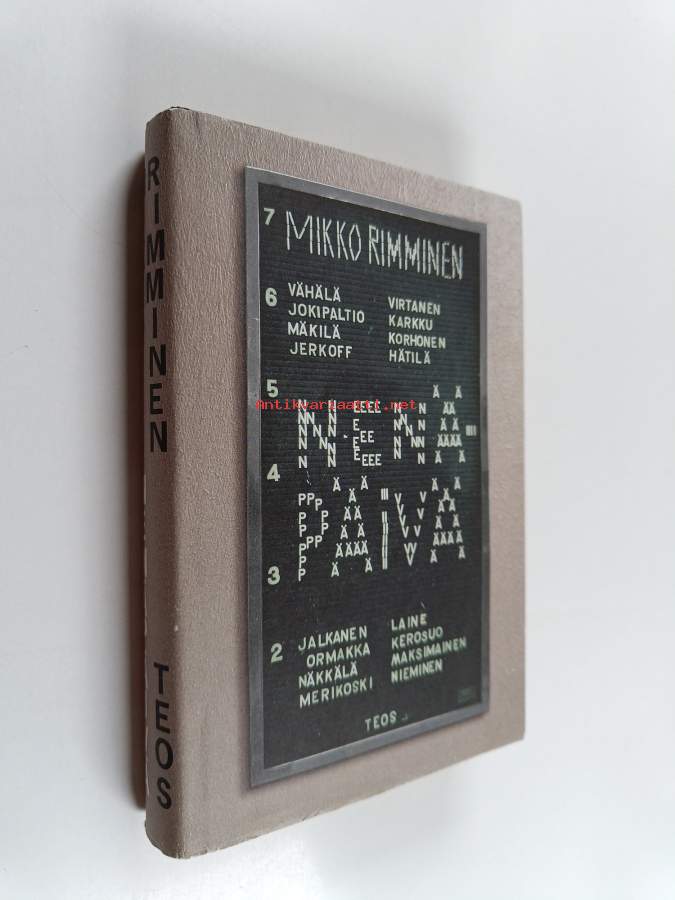 RIMMINEN
TEOS
7 MIKKO RIMMINEN
6 VÄHÄLÄ VIRTANEN
JOKIPALTIO KARKKU
MÄKILÄ KORHONEN
JERKOFF HÄTILÄ
5
Antikvariaatti.net
NENÄ
4
PÄIVÄ
3
2 JALKANEN LAINE
ORMAKKA KEROSUO
NÄKKÄLÄ MAKSIMAINEN
MERIKOSKI NIEMINEN
TEOS